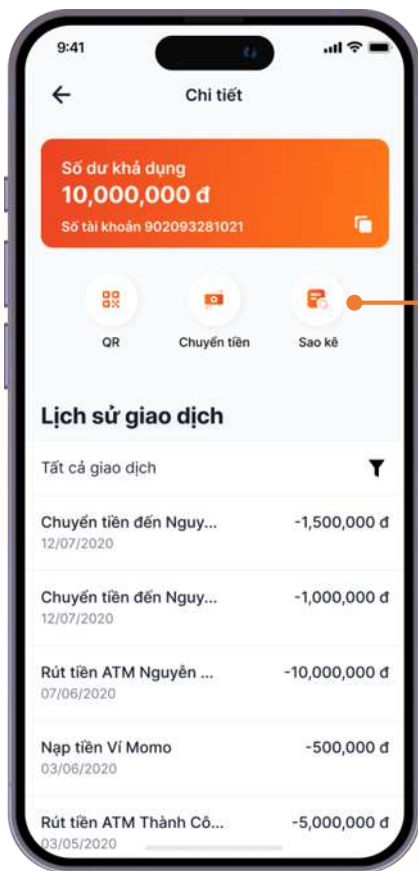 9:41
Chi tiết
Số dư khả dụng
10,000,000 đ
Số tài khoản 902093281021
QR
Chuyển tiền
Sao kê
Lịch sử giao dịch
Tất cả giao dịch
Chuyển tiền đến Nguy... -1,500,000 đ
12/07/2020
Chuyển tiền đến Nguy... -1,000,000 đ
12/07/2020
Rút tiền ATM Nguyễn ... -10,000,000 đ
07/06/2020
Nạp tiền Ví Momo -500,000 đ
03/06/2020
Rút tiền ATM Thành Cô... -5,000,000 đ
03/05/2020